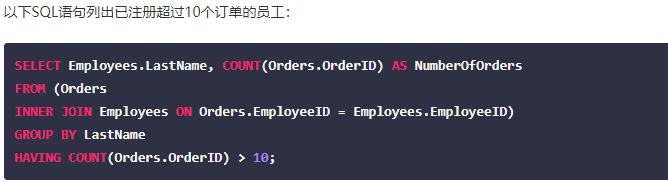 以下SQL语句列出已注册超过10个订单的员工：
SELECT Employees.LastName, COUNT(Orders.OrderID) AS NumberOfOrders
FROM (Orders
INNER JOIN Employees ON Orders.EmployeeID = Employees.EmployeeID)
GROUP BY LastName
HAVING COUNT(Orders.OrderID) > 10;